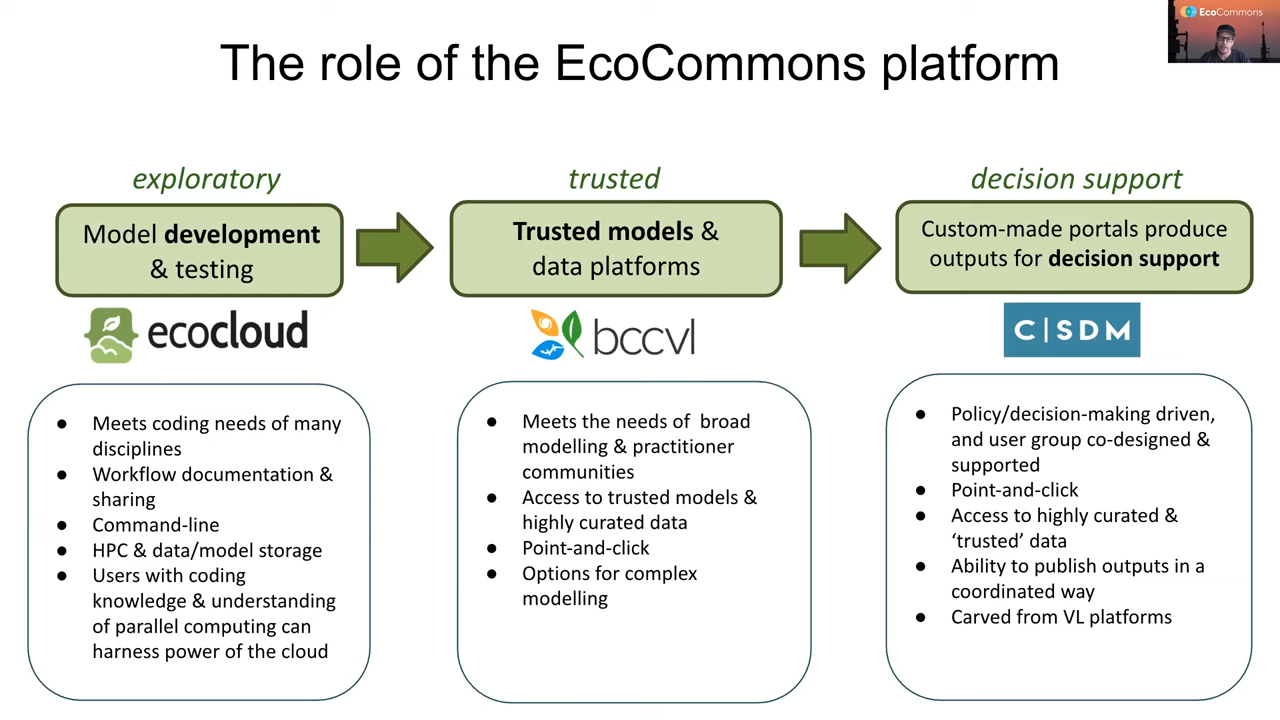 EcoCommons
The role of the EcoCommons platform
exploratory
Model development
& testing
ecocloud
● Meets coding needs of many
disciplines
● Workflow documentation &
sharing
● Command-line
● HPC & data/model storage
● Users with coding
knowledge & understanding
of parallel computing can
harness power of the cloud
trusted
Trusted models &
data platforms
bccvl
● Meets the needs of  broad
modelling & practitioner
communities
● Access to trusted models &
highly curated data
● Point-and-click
● Options for complex
modelling
decision support
Custom-made portals produce
outputs for decision support
C|SDM
● Policy/decision-making driven,
and user group co-designed &
supported
● Point-and-click
● Access to highly curated &
‘trusted’ data
● Ability to publish outputs in a
coordinated way
● Carved from VL platforms